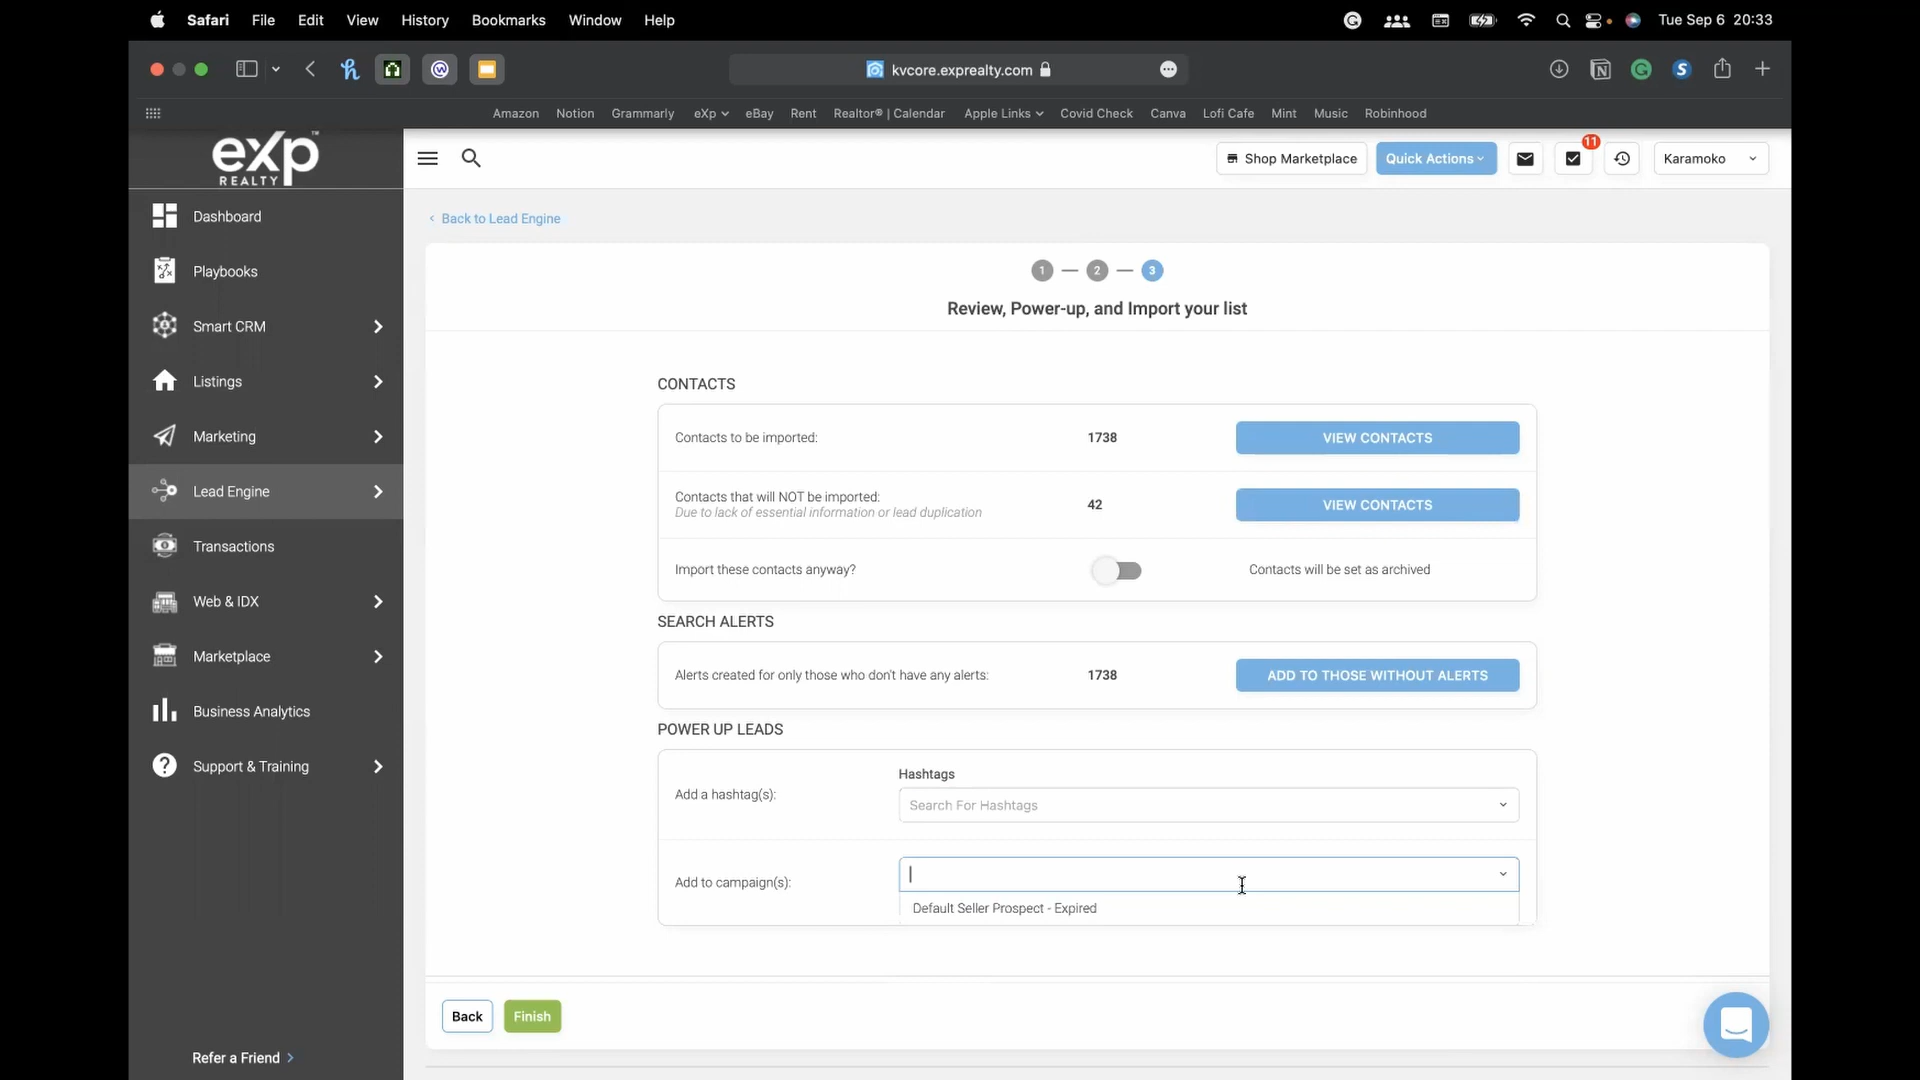 Safari File Edit View History Bookmarks Window Help Tue Sep 6 20:33
kvcore.exprealty.com
Amazon Notion Grammarly eXp eBay Rent Realtor® | Calendar Apple Links Covid Check Canva Lofi Cafe Mint Music Robinhood
eXp™
REALTY
Shop Marketplace Quick Actions 11 Karamoko
Dashboard
Playbooks
Smart CRM
Listings
Marketing
Lead Engine
Transactions
Web & IDX
Marketplace
Business Analytics
Support & Training
Refer a Friend >
< Back to Lead Engine
1 — 2 — 3
Review, Power-up, and Import your list
CONTACTS
Contacts to be imported: 1738 VIEW CONTACTS
Contacts that will NOT be imported: 42 VIEW CONTACTS
Due to lack of essential information or lead duplication
Import these contacts anyway? Contacts will be set as archived
SEARCH ALERTS
Alerts created for only those who don't have any alerts: 1738 ADD TO THOSE WITHOUT ALERTS
POWER UP LEADS
Hashtags
Add a hashtag(s): Search For Hashtags
Add to campaign(s):
Default Seller Prospect - Expired
Back Finish